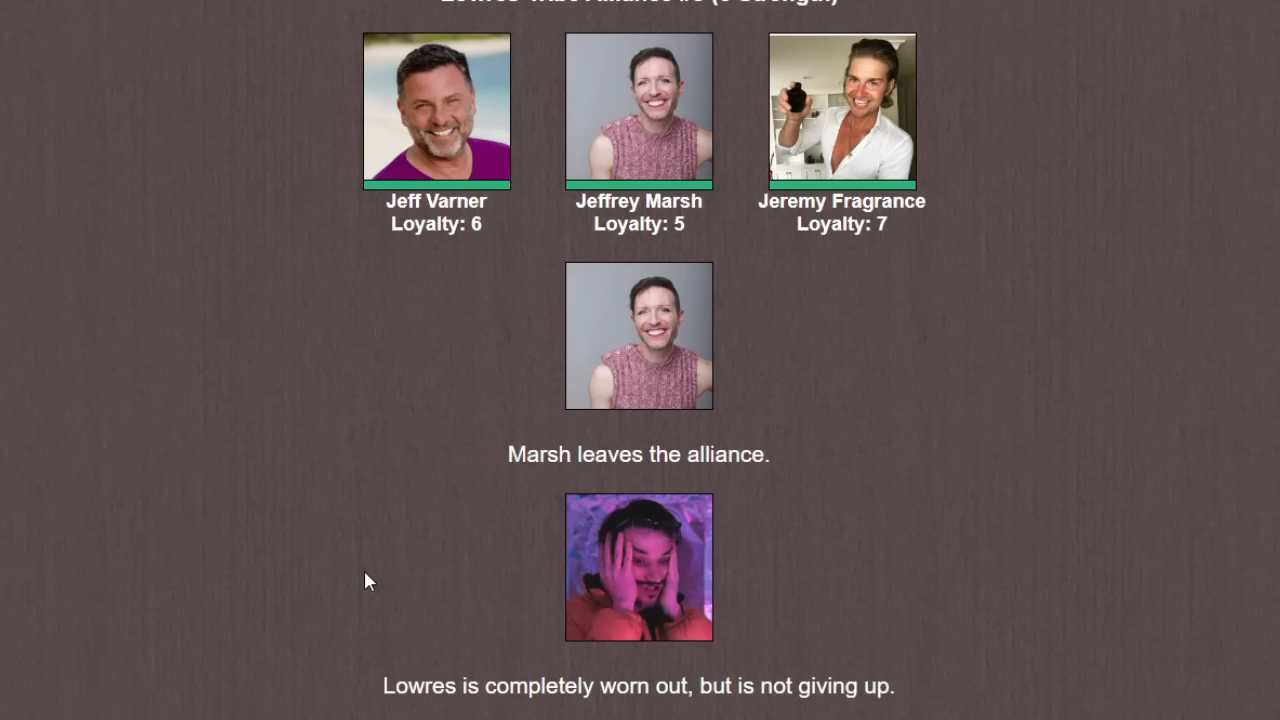 Jeff Varner
Loyalty: 6
Jeffrey Marsh
Loyalty: 5
Jeremy Fragrance
Loyalty: 7
Marsh leaves the alliance.
Lowres is completely worn out, but is not giving up.